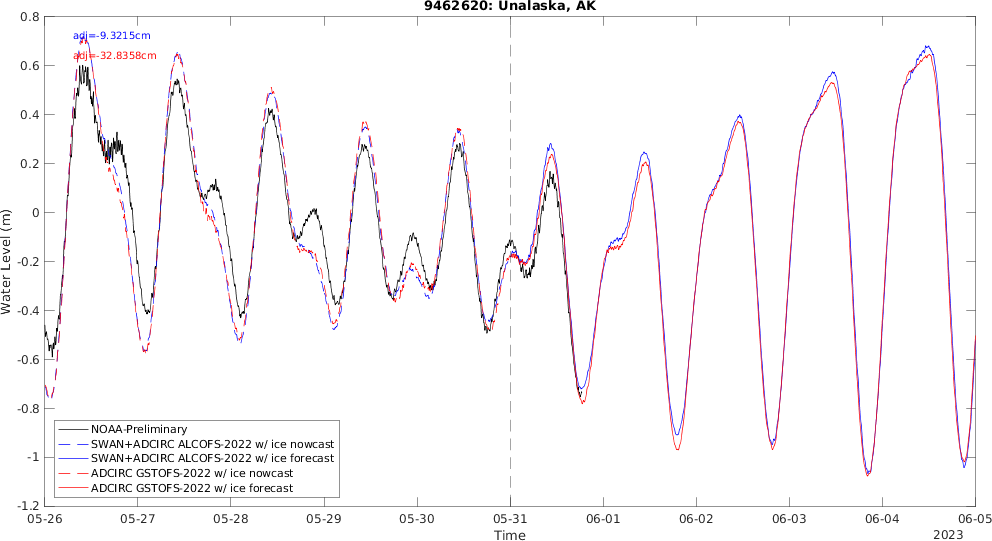 9462620: Unalaska, AK
adj=-9.3215cm
adj=-32.8358cm
Water Level (m)
0.8
0.6
0.4
0.2
0
-0.2
-0.4
-0.6
-0.8
-1
-1.2
NOAA-Preliminary
SWAN+ADCIRC ALCOFS-2022 w/ ice nowcast
SWAN+ADCIRC ALCOFS-2022 w/ ice forecast
ADCIRC GSTOFS-2022 w/ ice nowcast
ADCIRC GSTOFS-2022 w/ ice forecast
05-26 05-27 05-28 05-29 05-30 05-31 06-01 06-02 06-03 06-04 06-05
Time
2023